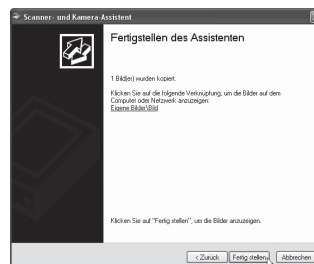 Scanner- und Kamera-Assistent
Fertigstellen des Assistenten
1 Bild(er) wurden kopiert.
Klicken Sie auf die folgende Verknüpfung, um die Bilder auf dem
Computer oder Netzwerk anzuzeigen:
Eigene Bilder\Bild
Klicken Sie auf "Fertig stellen", um die Bilder anzuzeigen.
< Zurück
Fertig stellen
Abbrechen